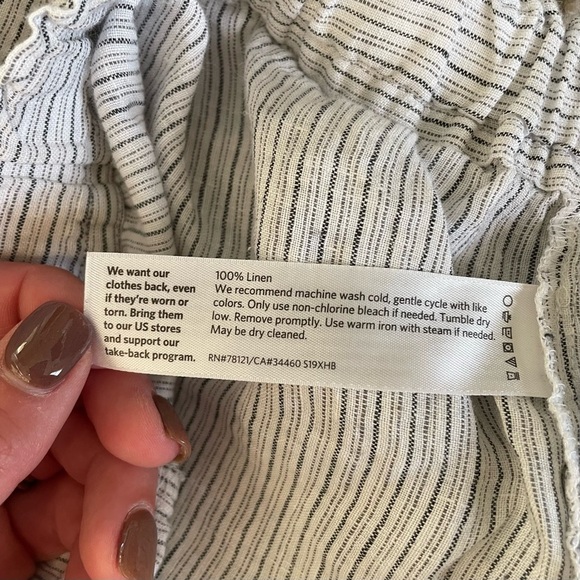 We want our
clothes back, even
if they're worn or
torn. Bring them
to our US stores
and support our
take-back program.
100% Linen
We recommend machine wash cold, gentle cycle with like
colors. Only use non-chlorine bleach if needed. Tumble dry
low. Remove promptly. Use warm iron with steam if needed.
May be dry cleaned.
RN#78121/CA#34460 S19XHB